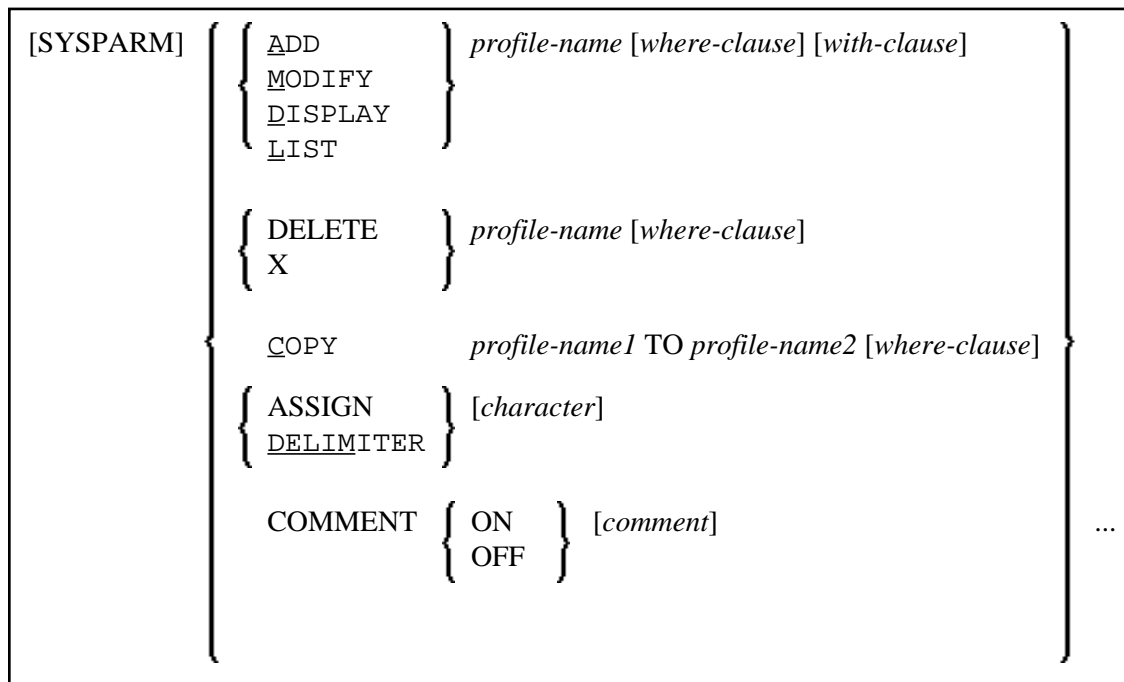 [SYSPARM] ADD profile-name [where-clause] [with-clause]
MODIFY
DISPLAY
LIST
DELETE profile-name [where-clause]
X
COPY profile-name1 TO profile-name2 [where-clause]
ASSIGN [character]
DELIMITER
COMMENT ON [comment] ...
OFF